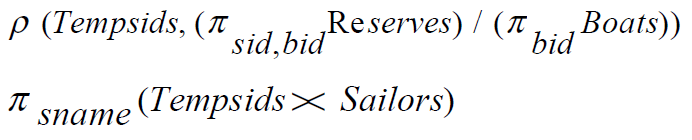 ρ (Tempsids, (π sid,bid Reserves) / (π bid Boats))
π sname (Tempsids ⋈ Sailors)